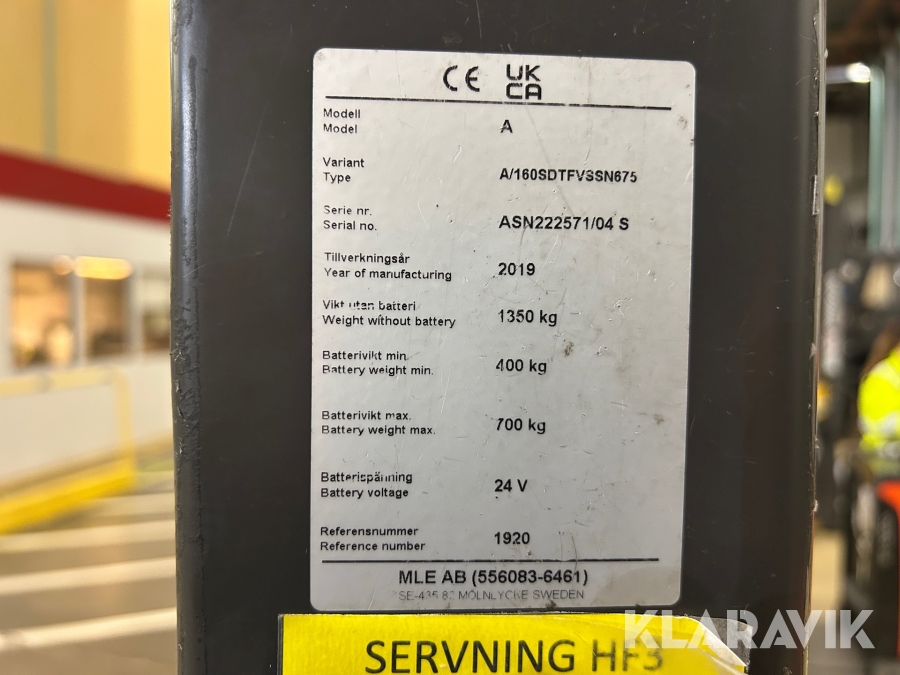 CE UK
CA
Modell
Model A
Variant
Type A/160SDTFVSSN675
Serie nr.
Serial no. ASN222571/04 S
Tillverkningsår
Year of manufacturing 2019
Vikt utan batteri
Weight without battery 1350 kg
Batterivikt min.
Battery weight min. 400 kg
Batterivikt max.
Battery weight max. 700 kg
Batterispänning
Battery voltage 24 V
Referensnummer
Reference number 1920
MLE AB (556083-6461)
SE-435 82 MÖLNLYCKE SWEDEN
SERVNING HF3
KLARAVIK